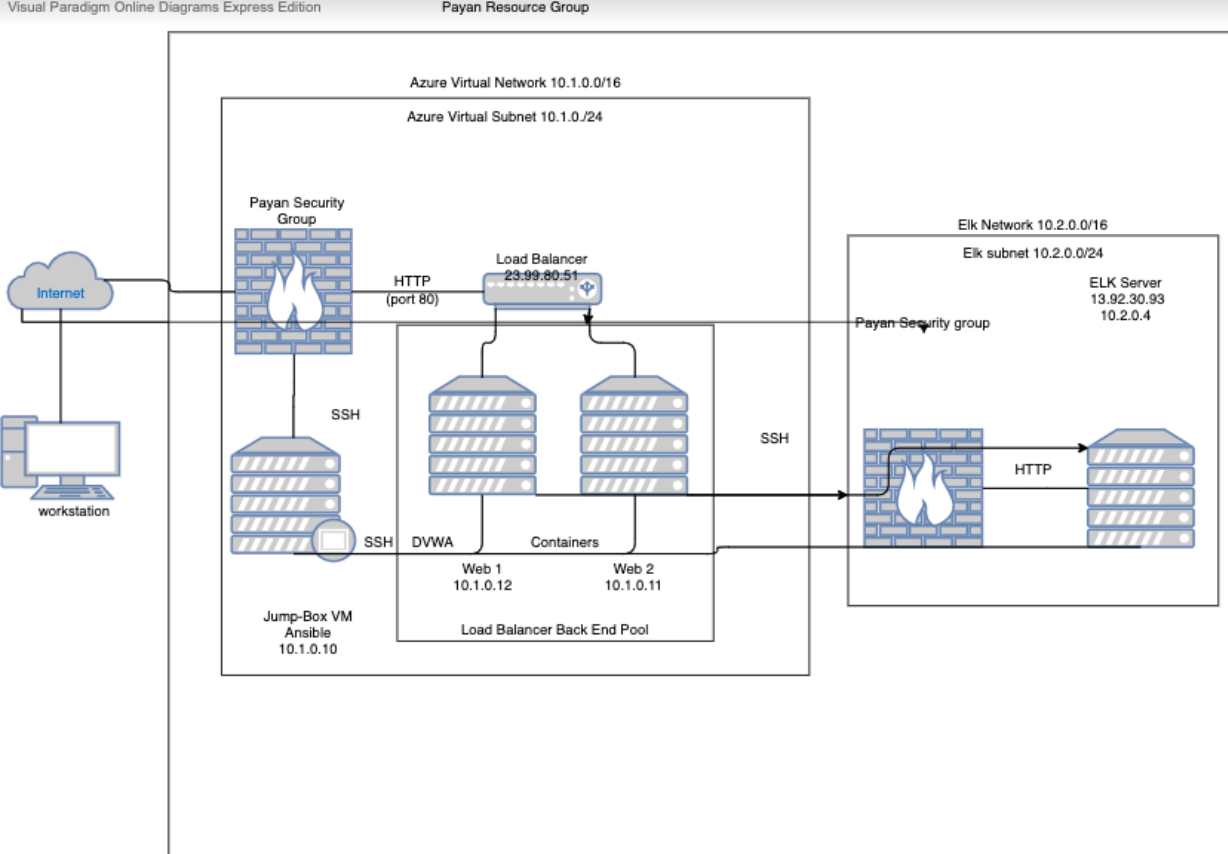 Visual Paradigm Online Diagrams Express Edition
Payan Resource Group
Azure Virtual Network 10.1.0.0/16
Azure Virtual Subnet 10.1.0./24
Payan Security
Group
Internet
HTTP
(port 80)
Load Balancer
23.99.80.51
Elk Network 10.2.0.0/16
Elk subnet 10.2.0.0/24
ELK Server
13.92.30.93
10.2.0.4
Payan Security group
SSH
SSH
HTTP
workstation
SSH
DVWA
Containers
Web 1
10.1.0.12
Web 2
10.1.0.11
Jump-Box VM
Ansible
10.1.0.10
Load Balancer Back End Pool